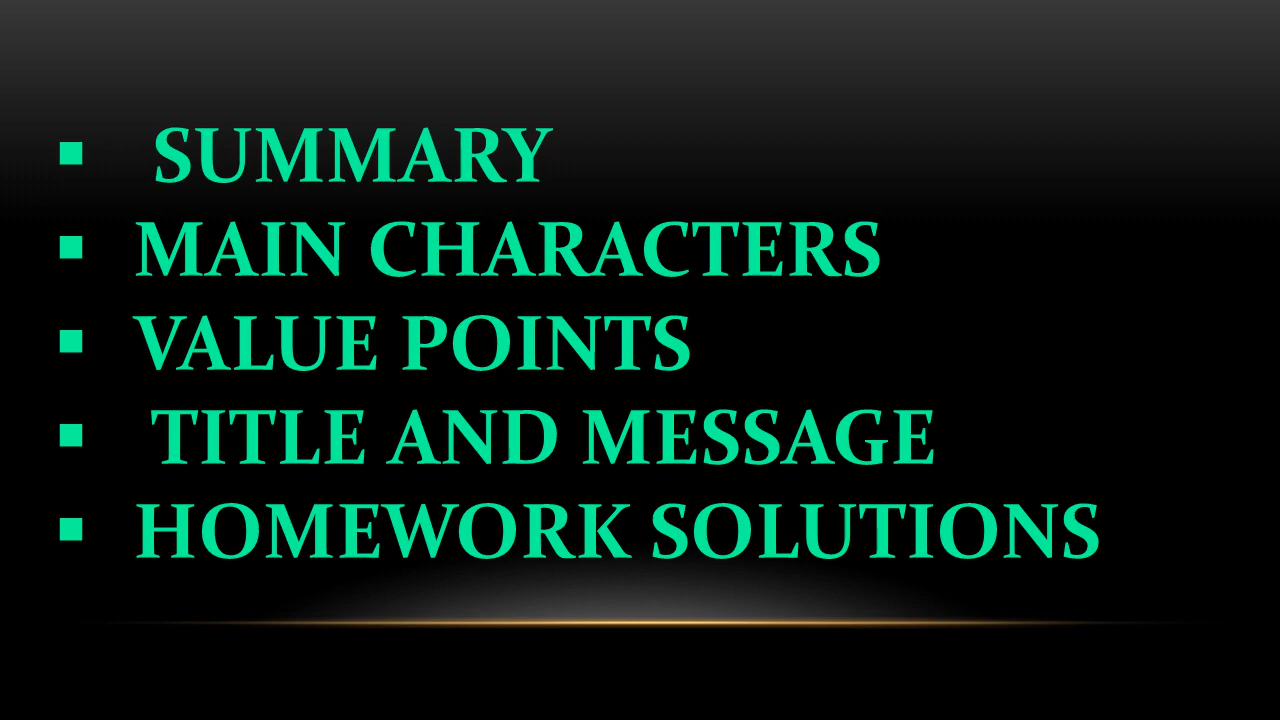 ▪ SUMMARY
▪ MAIN CHARACTERS
▪ VALUE POINTS
▪ TITLE AND MESSAGE
▪ HOMEWORK SOLUTIONS